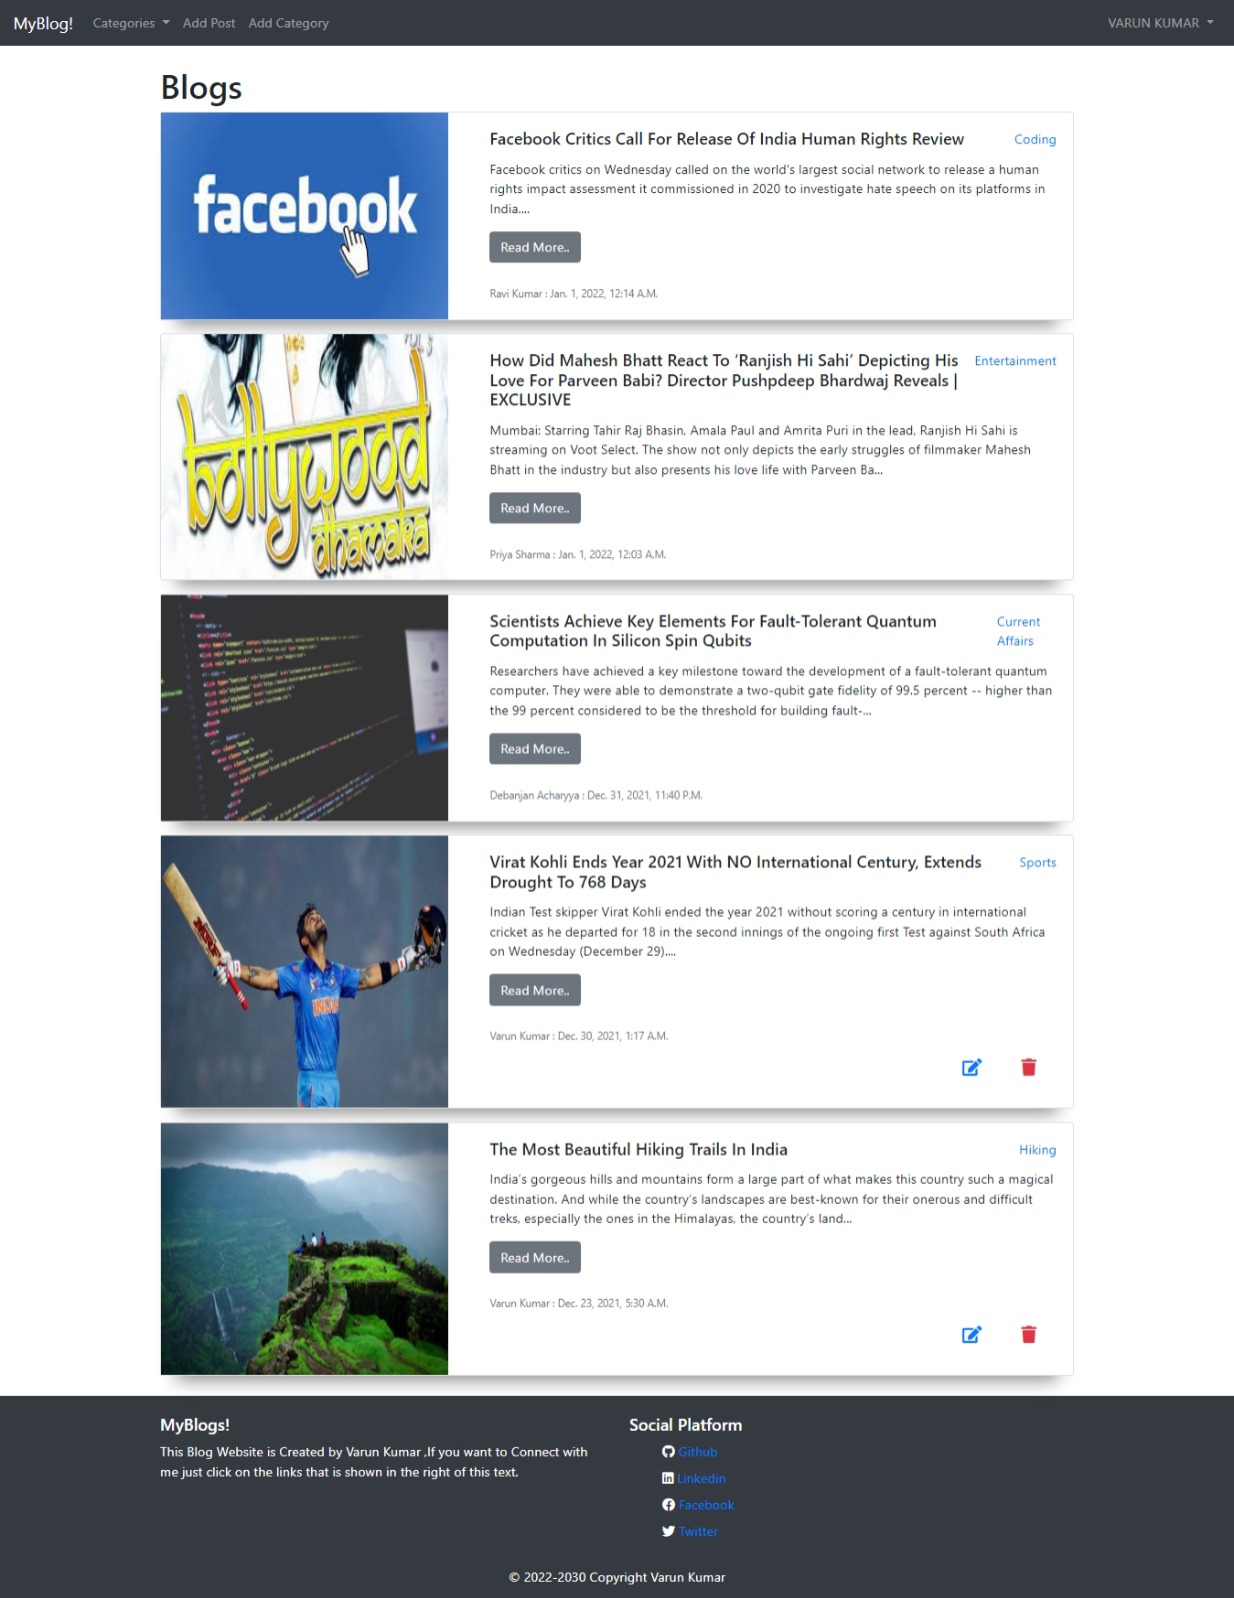 MyBlog!
Categories
Add Post
Add Category
VARUN KUMAR
Blogs
facebook
Facebook Critics Call For Release Of India Human Rights Review
Coding
Facebook critics on Wednesday called on the world's largest social network to release a human
rights impact assessment it commissioned in 2020 to investigate hate speech on its platforms in
India....
Read More..
Ravi Kumar : Jan. 1, 2022, 12:14 A.M.
bollywood
dhamaka
How Did Mahesh Bhatt React To ‘Ranjish Hi Sahi’ Depicting His
Love For Parveen Babi? Director Pushpdeep Bhardwaj Reveals |
EXCLUSIVE
Entertainment
Mumbai: Starring Tahir Raj Bhasin, Amala Paul and Amrita Puri in the lead, Ranjish Hi Sahi is
streaming on Voot Select. The show not only depicts the early struggles of filmmaker Mahesh
Bhatt in the industry but also presents his love life with Parveen Ba...
Read More..
Priya Sharma : Jan. 1, 2022, 12:03 A.M.
Scientists Achieve Key Elements For Fault-Tolerant Quantum
Computation In Silicon Spin Qubits
Current
Affairs
Researchers have achieved a key milestone toward the development of a fault-tolerant quantum
computer. They were able to demonstrate a two-qubit gate fidelity of 99.5 percent -- higher than
the 99 percent considered to be the threshold for building fault-...
Read More..
Debanjan Acharyya : Dec. 31, 2021, 11:40 P.M.
Virat Kohli Ends Year 2021 With NO International Century, Extends
Drought To 768 Days
Sports
Indian Test skipper Virat Kohli ended the year 2021 without scoring a century in international
cricket as he departed for 18 in the second innings of the ongoing first Test against South Africa
on Wednesday (December 29)....
Read More..
Varun Kumar : Dec. 30, 2021, 1:17 A.M.
The Most Beautiful Hiking Trails In India
Hiking
India’s gorgeous hills and mountains form a large part of what makes this country such a magical
destination. And while the country’s landscapes are best-known for their onerous and difficult
treks, especially the ones in the Himalayas, the country’s land...
Read More..
Varun Kumar : Dec. 23, 2021, 5:30 A.M.
MyBlogs!
This Blog Website is Created by Varun Kumar ,If you want to Connect with
me just click on the links that is shown in the right of this text.
Social Platform
Github
Linkedin
Facebook
Twitter
© 2022-2030 Copyright Varun Kumar